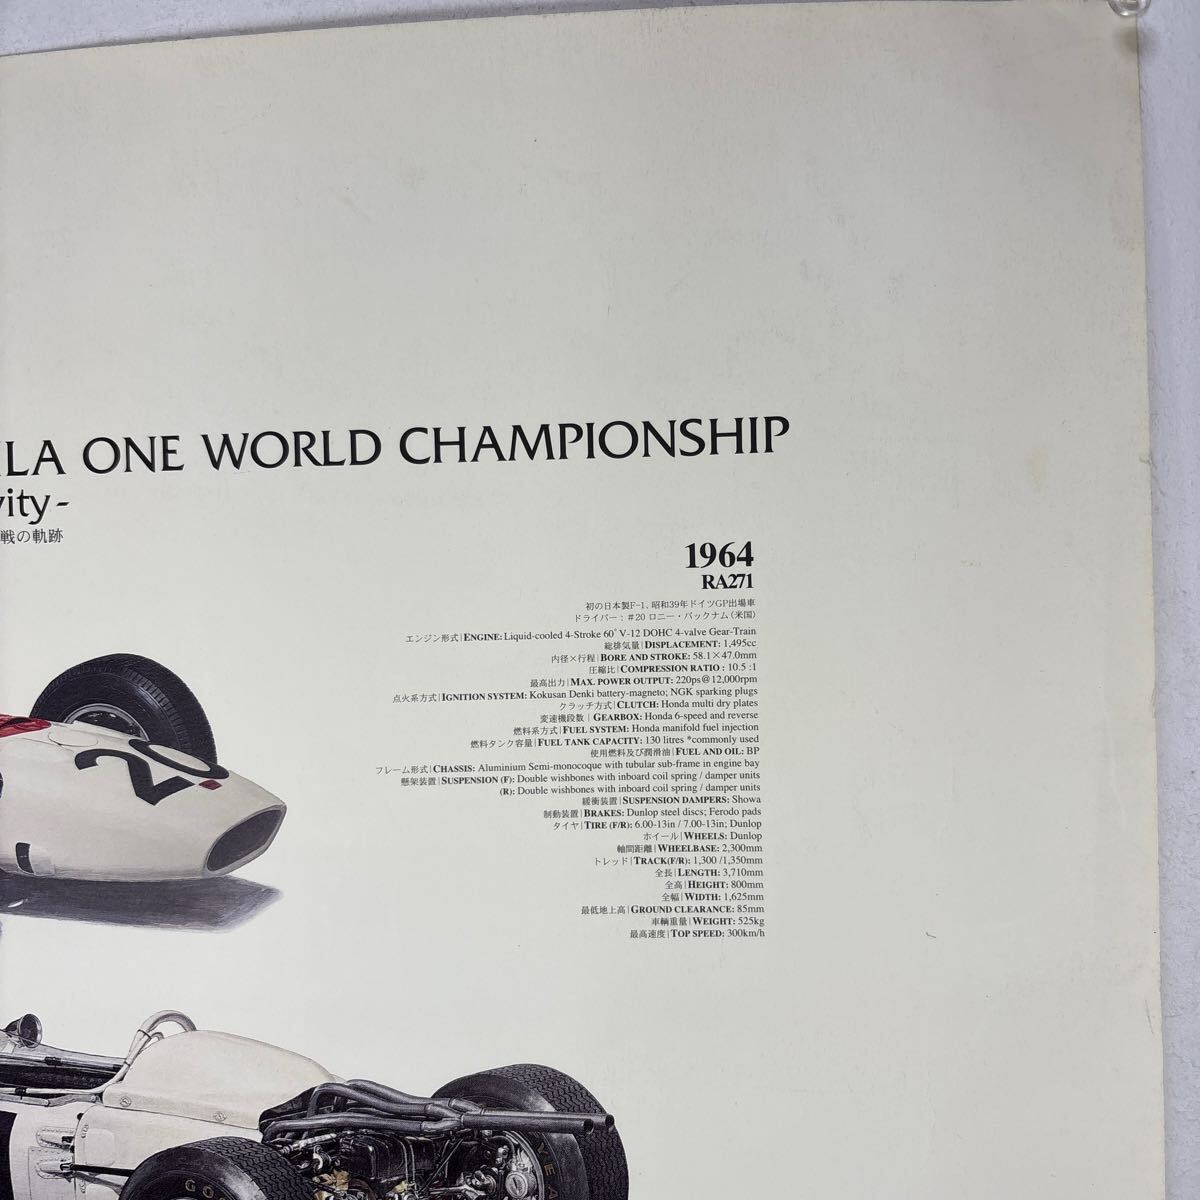 LA ONE WORLD CHAMPIONSHIP
vity-
戦の軌跡
1964
RA271
初の日本製F-1、昭和39年ドイツGP出場車
ドライバー：#20 ロニー・バックナム（米国）
エンジン形式 | ENGINE: Liquid-cooled 4-Stroke 60° V-12 DOHC 4-valve Gear-Train
総排気量 | DISPLACEMENT: 1,495cc
内径×行程 | BORE AND STROKE: 58.1×47.0mm
圧縮比 | COMPRESSION RATIO : 10.5 :1
最高出力 | MAX. POWER OUTPUT: 220ps@12,000rpm
点火系方式 | IGNITION SYSTEM: Kokusan Denki battery-magneto; NGK sparking plugs
クラッチ方式 | CLUTCH: Honda multi dry plates
変速機段数 | GEARBOX: Honda 6-speed and reverse
燃料系方式 | FUEL SYSTEM: Honda manifold fuel injection
燃料タンク容量 | FUEL TANK CAPACITY: 130 litres *commonly used
使用燃料及び潤滑油 | FUEL AND OIL: BP
フレーム形式 | CHASSIS: Aluminium Semi-monocoque with tubular sub-frame in engine bay
懸架装置 | SUSPENSION (F): Double wishbones with inboard coil spring / damper units
(R): Double wishbones with inboard coil spring / damper units
緩衝装置 | SUSPENSION DAMPERS: Showa
制動装置 | BRAKES: Dunlop steel discs; Ferodo pads
タイヤ | TIRE (F/R): 6.00-13in / 7.00-13in; Dunlop
ホイール | WHEELS: Dunlop
軸間距離 | WHEELBASE: 2,300mm
トレッド | TRACK(F/R): 1,300 /1,350mm
全長 | LENGTH: 3,710mm
全高 | HEIGHT: 800mm
全幅 | WIDTH: 1,625mm
最低地上高 | GROUND CLEARANCE: 85mm
車輌重量 | WEIGHT: 525kg
最高速度 | TOP SPEED: 300km/h
20
GOO
YEA